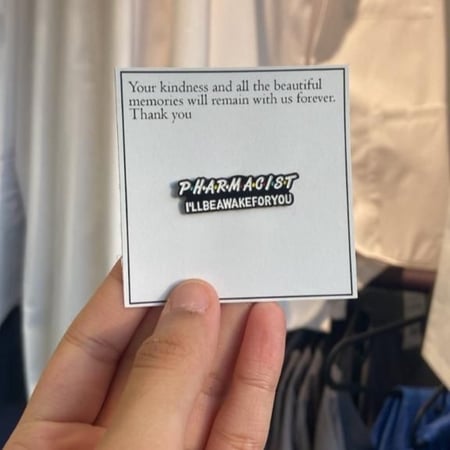 Your kindness and all the beautiful
memories will remain with us forever.
Thank you
PHARMACIST
I'LLBEAWAKEFORYOU